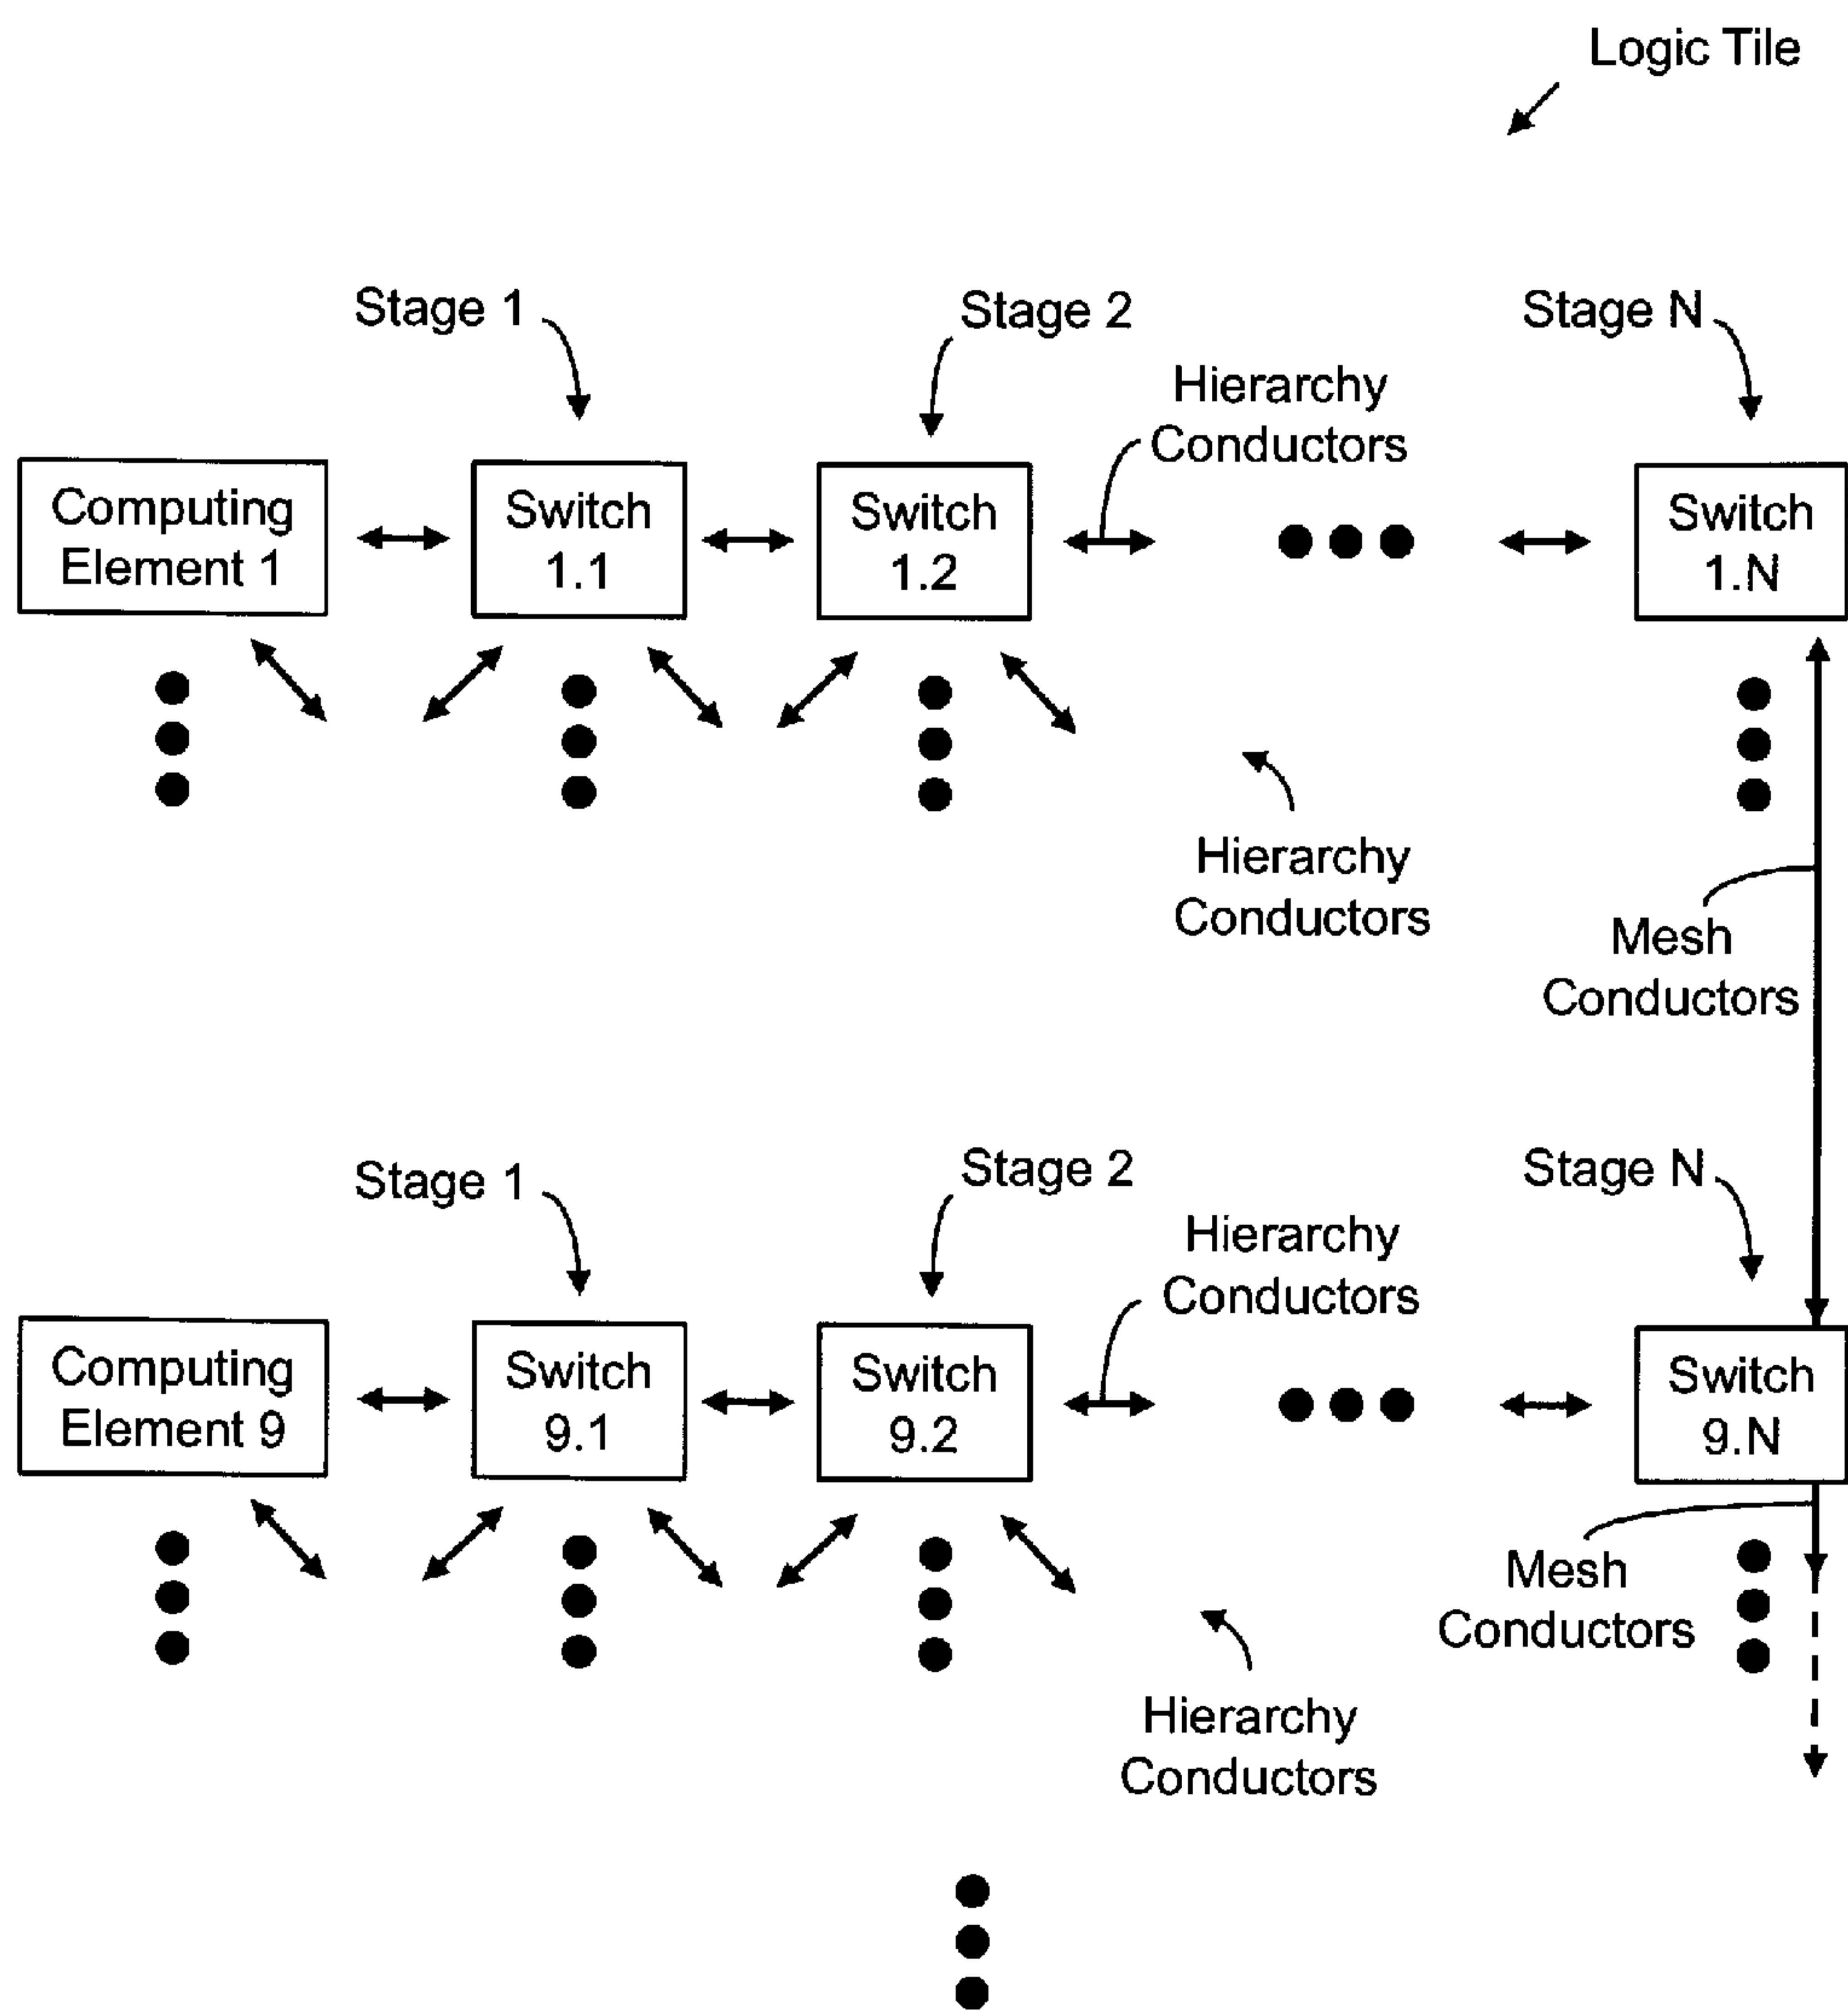 Logic Tile
Stage 1
Stage 2
Stage N
Hierarchy
Conductors
Computing
Element 1
Switch
1.1
Switch
1.2
Switch
1.N
Hierarchy
Conductors
Mesh
Conductors
Stage 1
Stage 2
Stage N
Hierarchy
Conductors
Computing
Element 9
Switch
9.1
Switch
9.2
Switch
9.N
Mesh
Conductors
Hierarchy
Conductors